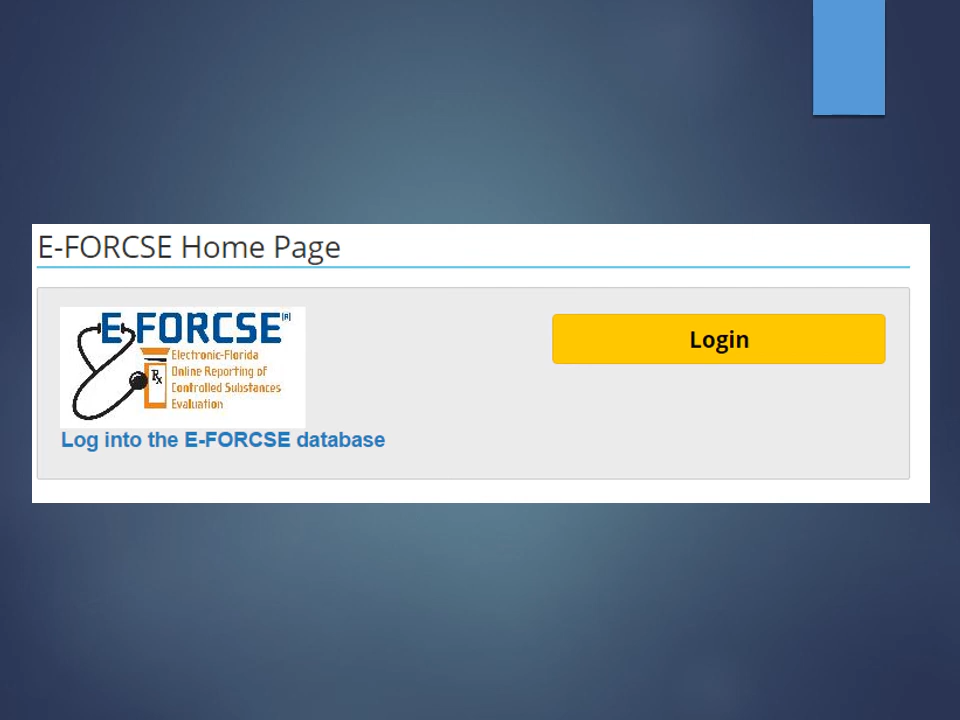 E-FORCSE Home Page
E-FORCSE(R)
Electronic-Florida
Online Reporting of
Controlled Substances
Evaluation
Rx
Log into the E-FORCSE database
Login